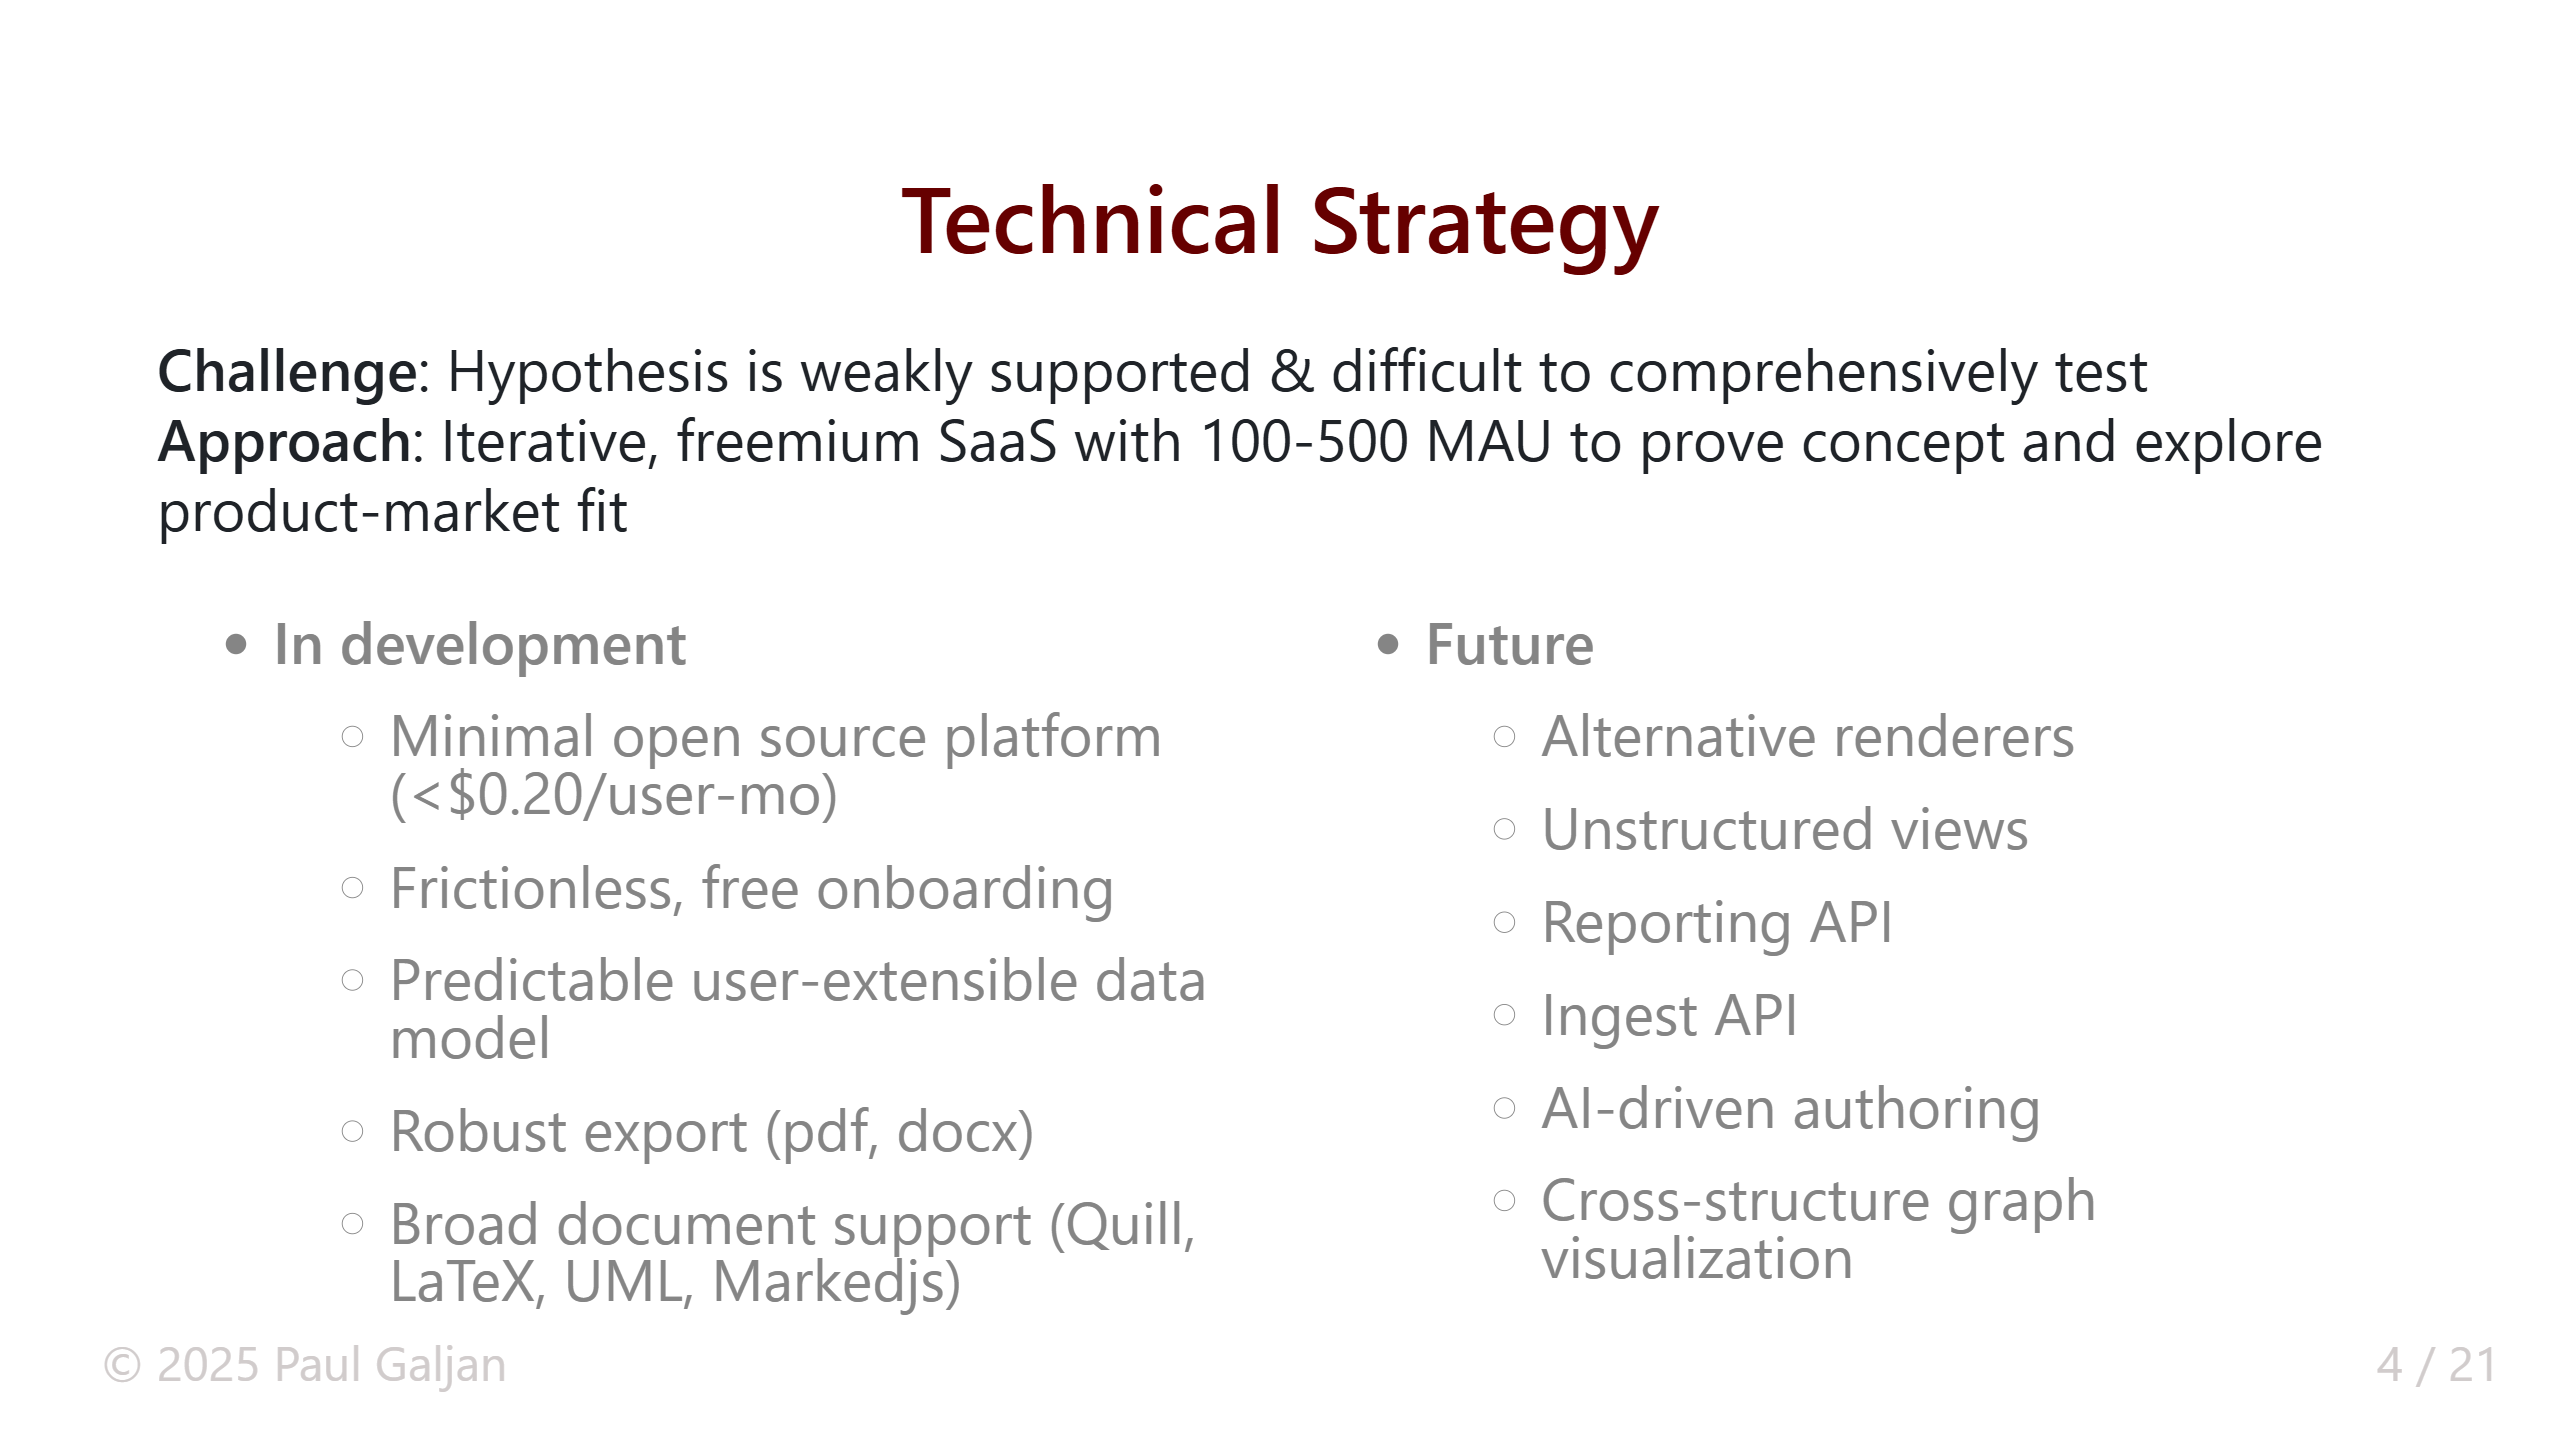 Technical Strategy
Challenge: Hypothesis is weakly supported & difficult to comprehensively test
Approach: Iterative, freemium SaaS with 100-500 MAU to prove concept and explore
product-market fit
• In development
○ Minimal open source platform
(<$0.20/user-mo)
○ Frictionless, free onboarding
○ Predictable user-extensible data
model
○ Robust export (pdf, docx)
○ Broad document support (Quill,
LaTeX, UML, Markedjs)
• Future
○ Alternative renderers
○ Unstructured views
○ Reporting API
○ Ingest API
○ AI-driven authoring
○ Cross-structure graph
visualization
© 2025 Paul Galjan
4 / 21